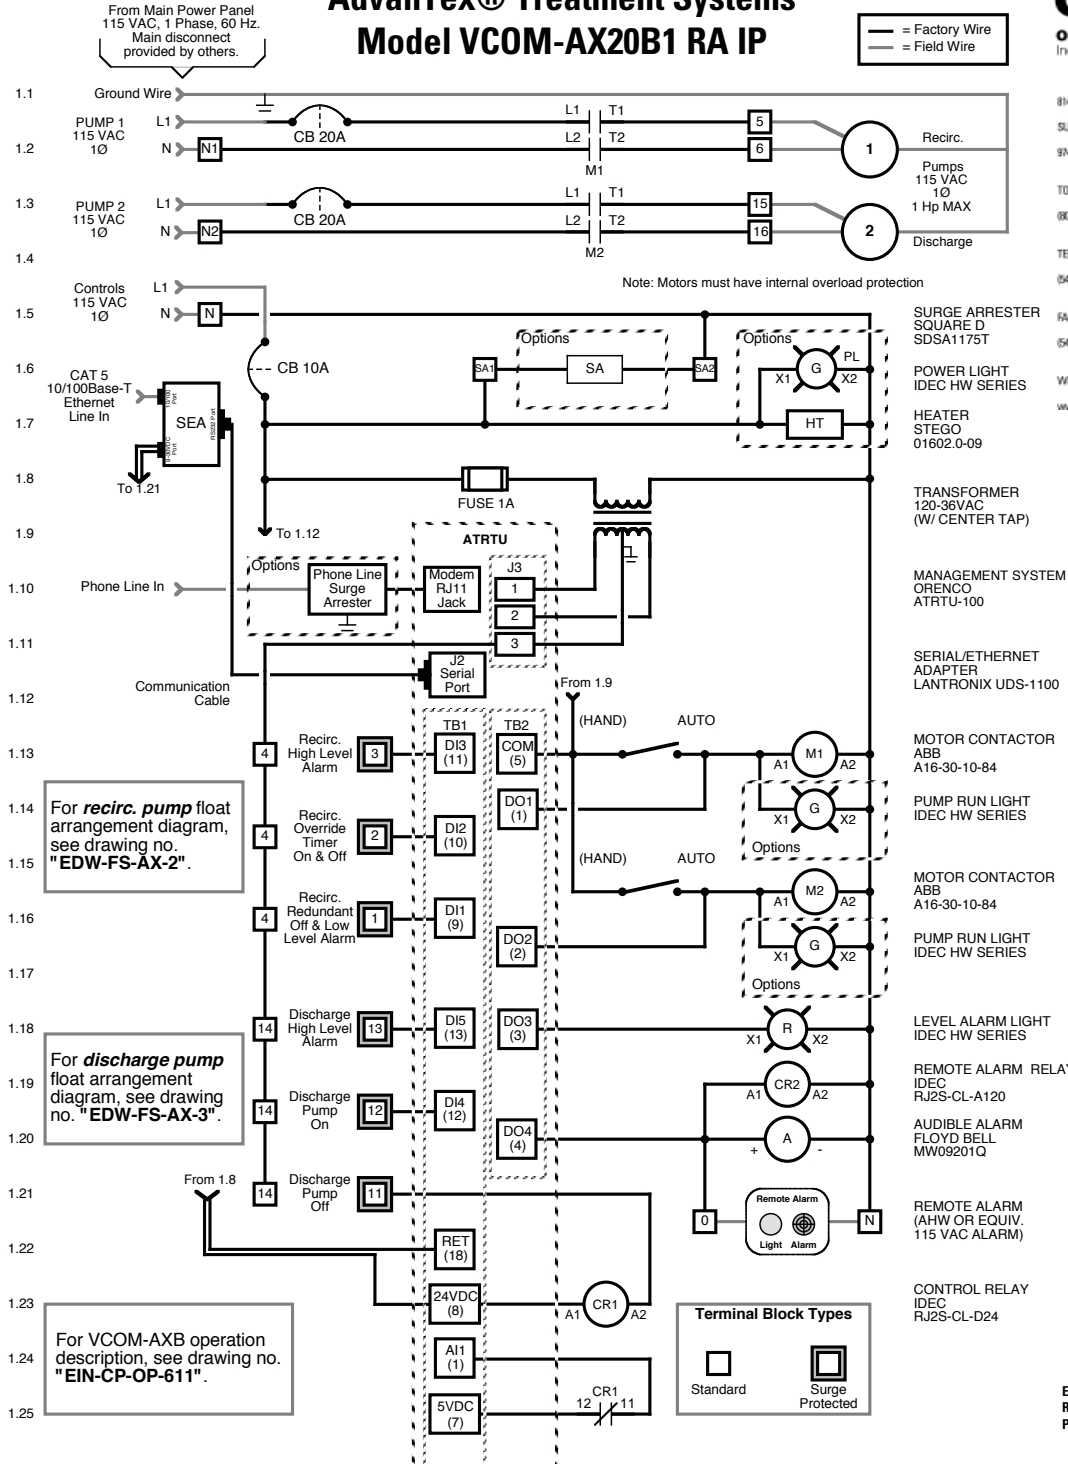 From Main Power Panel
115 VAC, 1 Phase, 60 Hz.
Main disconnect
provided by others.
AdvanTex® Treatment Systems
Model VCOM-AX20B1 RA IP
= Factory Wire
= Field Wire
1.1
Ground Wire
PUMP 1
115 VAC
1Ø
L1
CB 20A
L1 T1
5
1.2
N
N1
L2 T2
M1
6
1
Recirc.
Pumps
115 VAC
1Ø
1 Hp MAX
1.3
PUMP 2
115 VAC
1Ø
L1
CB 20A
L1 T1
15
N
N2
L2 T2
M2
16
2
Discharge
1.4
Note: Motors must have internal overload protection
Controls
115 VAC
1Ø
L1
1.5
N
N
SURGE ARRESTER
SQUARE D
SDSA1175T
Options
Options
1.6
CAT 5
10/100Base-T
Ethernet
Line In
10/100 Port
SEA
RS232 Port
9-30VDC Port
CB 10A
SA1
SA
SA2
G
PL
X1
X2
POWER LIGHT
IDEC HW SERIES
1.7
HT
HEATER
STEGO
01602.0-09
1.8
To 1.21
FUSE 1A
TRANSFORMER
120-36VAC
(W/ CENTER TAP)
1.9
To 1.12
ATRTU
Options
J3
1.10
Phone Line In
Phone Line
Surge
Arrester
Modem
RJ11
Jack
1
2
3
MANAGEMENT SYSTEM
ORENCO
ATRTU-100
1.11
J2
Serial
Port
SERIAL/ETHERNET
ADAPTER
LANTRONIX UDS-1100
1.12
Communication
Cable
From 1.9
TB1
TB2
(HAND)
AUTO
1.13
4
Recirc.
High Level
Alarm
3
DI3
(11)
COM
(5)
A1
M1
A2
MOTOR CONTACTOR
ABB
A16-30-10-84
1.14
For recirc. pump float
arrangement diagram,
see drawing no.
"EDW-FS-AX-2".
DO1
(1)
G
X1
X2
Options
PUMP RUN LIGHT
IDEC HW SERIES
4
Recirc.
Override
Timer
On & Off
2
DI2
(10)
1.15
(HAND)
AUTO
A1
M2
A2
MOTOR CONTACTOR
ABB
A16-30-10-84
1.16
4
Recirc.
Redundant
Off & Low
Level Alarm
1
DI1
(9)
DO2
(2)
G
X1
X2
Options
PUMP RUN LIGHT
IDEC HW SERIES
1.17
1.18
14
Discharge
High Level
Alarm
13
DI5
(13)
DO3
(3)
R
X1
X2
LEVEL ALARM LIGHT
IDEC HW SERIES
For discharge pump
float arrangement
diagram, see drawing
no. "EDW-FS-AX-3".
1.19
A1
CR2
A2
REMOTE ALARM RELAY
IDEC
RJ2S-CL-A120
14
Discharge
Pump
On
12
DI4
(12)
1.20
DO4
(4)
+
A
-
AUDIBLE ALARM
FLOYD BELL
MW09201Q
1.21
From 1.8
14
Discharge
Pump
Off
11
0
Remote Alarm
Light Alarm
N
REMOTE ALARM
(AHW OR EQUIV.
115 VAC ALARM)
1.22
RET
(18)
1.23
24VDC
(8)
A1
CR1
A2
CONTROL RELAY
IDEC
RJ2S-CL-D24
For VCOM-AXB operation
description, see drawing no.
"EIN-CP-OP-611".
Terminal Block Types
Standard
Surge
Protected
1.24
AI1
(1)
1.25
5VDC
(7)
CR1
12
11